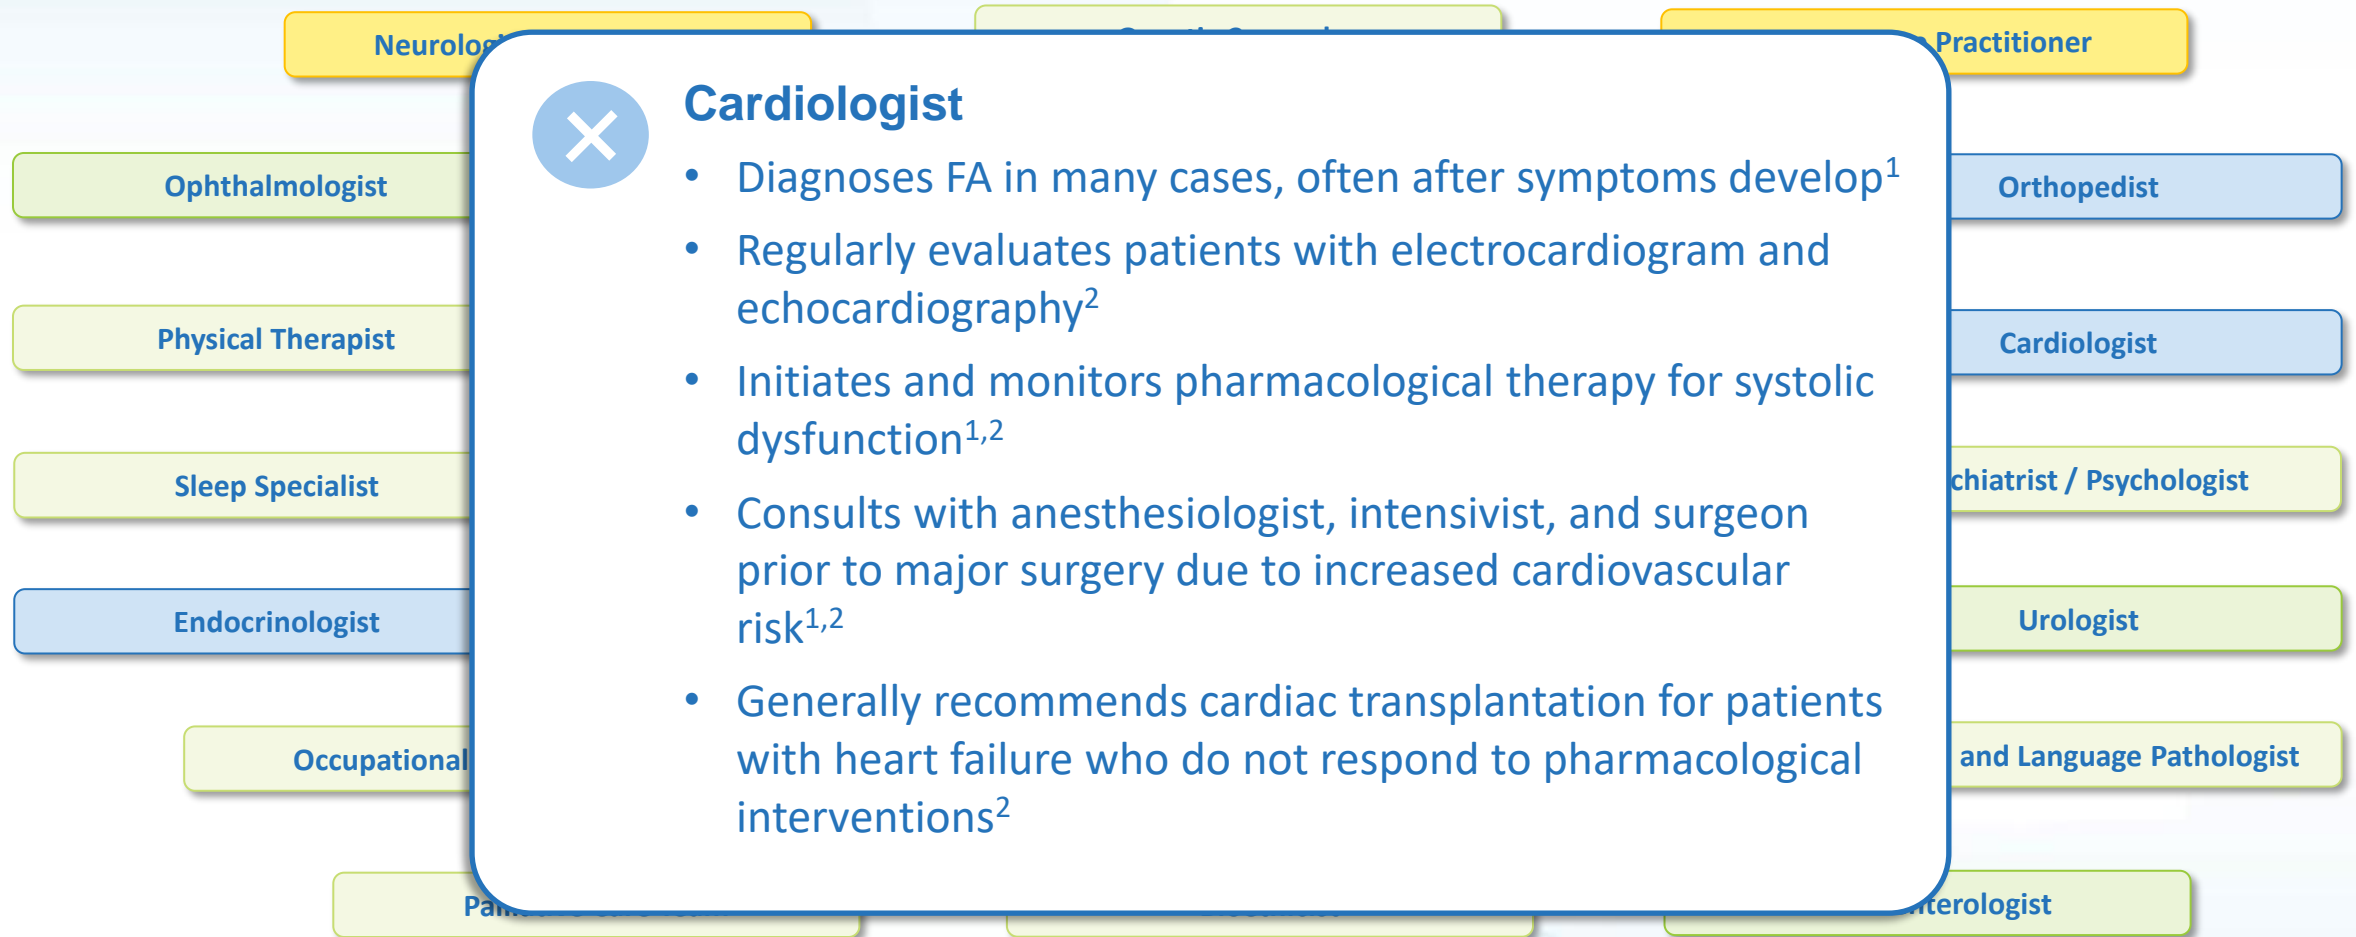 Neurolog
Practitioner
Cardiologist
• Diagnoses FA in many cases, often after symptoms develop1
Ophthalmologist
Orthopedist
• Regularly evaluates patients with electrocardiogram and
echocardiography2
Physical Therapist
Cardiologist
• Initiates and monitors pharmacological therapy for systolic
dysfunction1,2
Sleep Specialist
chiatrist / Psychologist
• Consults with anesthesiologist, intensivist, and surgeon
prior to major surgery due to increased cardiovascular
risk1,2
Endocrinologist
Urologist
• Generally recommends cardiac transplantation for patients
with heart failure who do not respond to pharmacological
interventions2
Occupational
and Language Pathologist
terologist